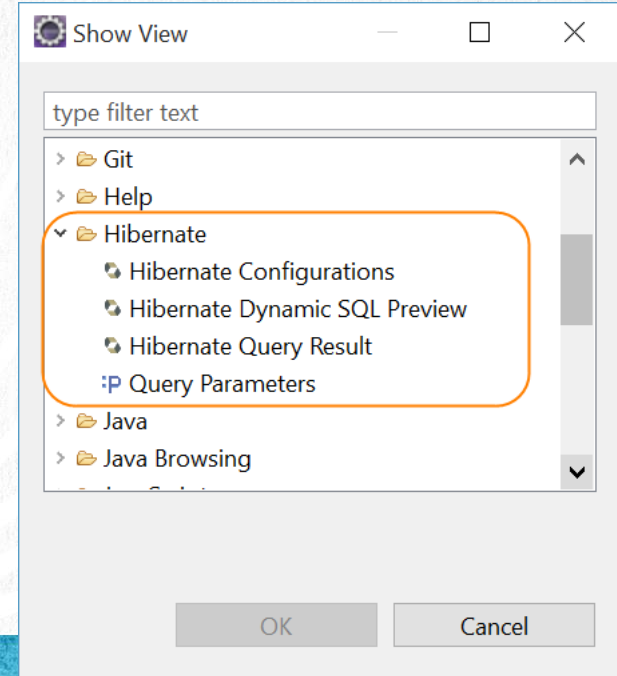 Show View
type filter text
Git
Help
Hibernate
Hibernate Configurations
Hibernate Dynamic SQL Preview
Hibernate Query Result
:P Query Parameters
Java
Java Browsing
OK
Cancel